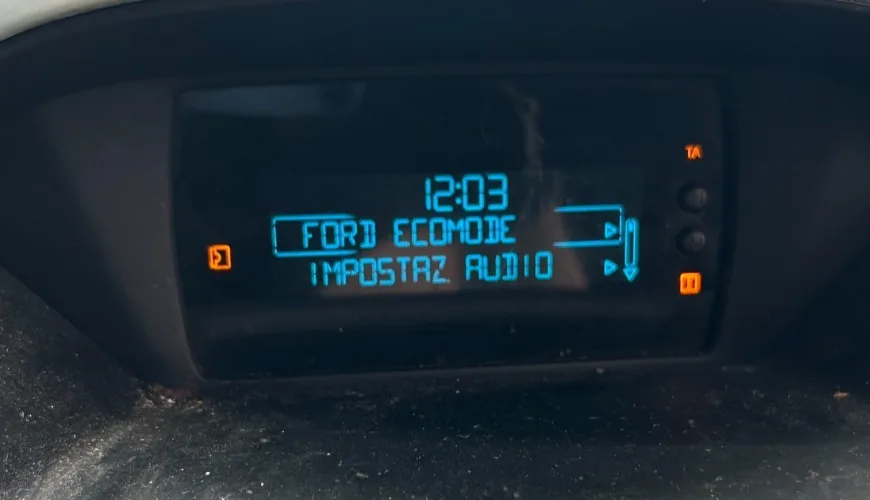 TA
12:03
FORD ECOMODE
IMPOSTAZ AUDIO